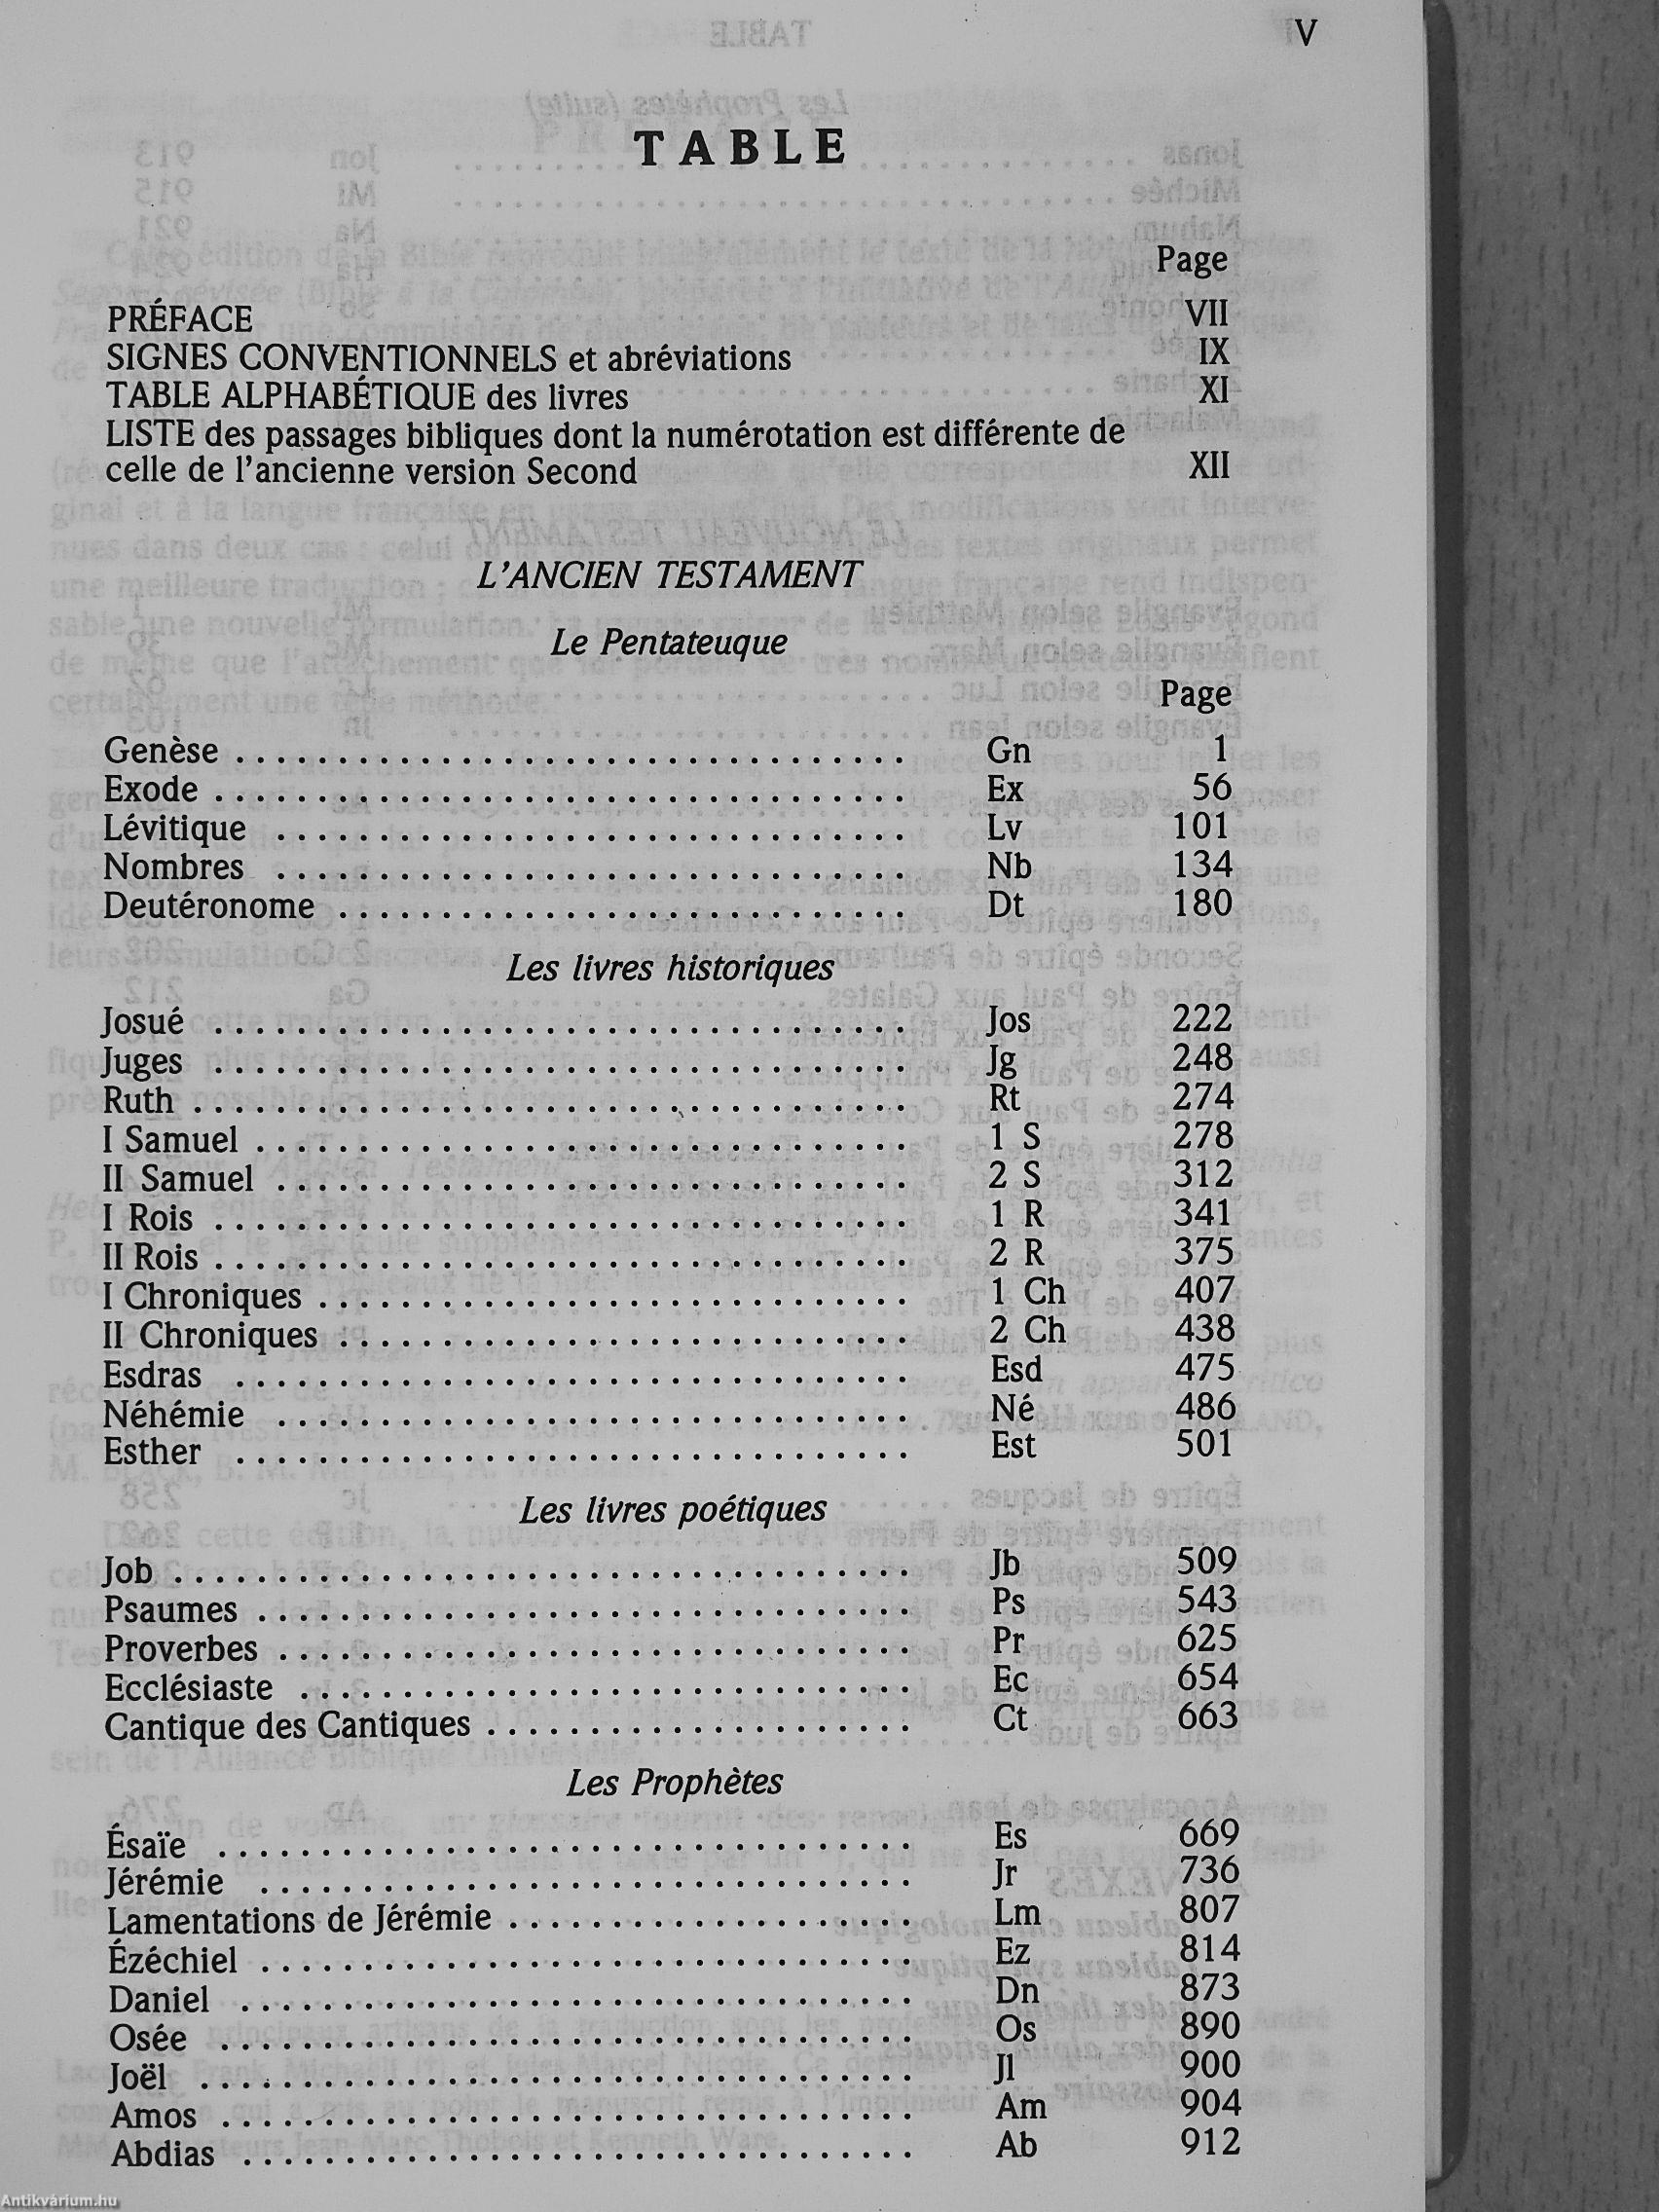 V
TABLE
Page
PRÉFACE VII
SIGNES CONVENTIONNELS et abréviations IX
TABLE ALPHABÉTIQUE des livres XI
LISTE des passages bibliques dont la numérotation est différente de
celle de l'ancienne version Second XII
L'ANCIEN TESTAMENT
Le Pentateuque
Page
Genèse . . . . . . . . . . Gn 1
Exode . . . . . . . . . . Ex 56
Lévitique . . . . . . . . . . Lv 101
Nombres . . . . . . . . . . Nb 134
Deutéronome . . . . . . . . . . Dt 180
Les livres historiques
Josué . . . . . . . . . . Jos 222
Juges . . . . . . . . . . Jg 248
Ruth . . . . . . . . . . Rt 274
I Samuel . . . . . . . . . . 1 S 278
II Samuel . . . . . . . . . . 2 S 312
I Rois . . . . . . . . . . 1 R 341
II Rois . . . . . . . . . . 2 R 375
I Chroniques . . . . . . . . . . 1 Ch 407
II Chroniques . . . . . . . . . . 2 Ch 438
Esdras . . . . . . . . . . Esd 475
Néhémie . . . . . . . . . . Né 486
Esther . . . . . . . . . . Est 501
Les livres poétiques
Job . . . . . . . . . . Jb 509
Psaumes . . . . . . . . . . Ps 543
Proverbes . . . . . . . . . . Pr 625
Ecclésiaste . . . . . . . . . . Ec 654
Cantique des Cantiques . . . . . . . . . . Ct 663
Les Prophètes
Ésaïe . . . . . . . . . . Es 669
Jérémie . . . . . . . . . . Jr 736
Lamentations de Jérémie . . . . . . . . . . Lm 807
Ézéchiel . . . . . . . . . . Ez 814
Daniel . . . . . . . . . . Dn 873
Osée . . . . . . . . . . Os 890
Joël . . . . . . . . . . Jl 900
Amos . . . . . . . . . . Am 904
Abdias . . . . . . . . . . Ab 912
Antikvárium.hu